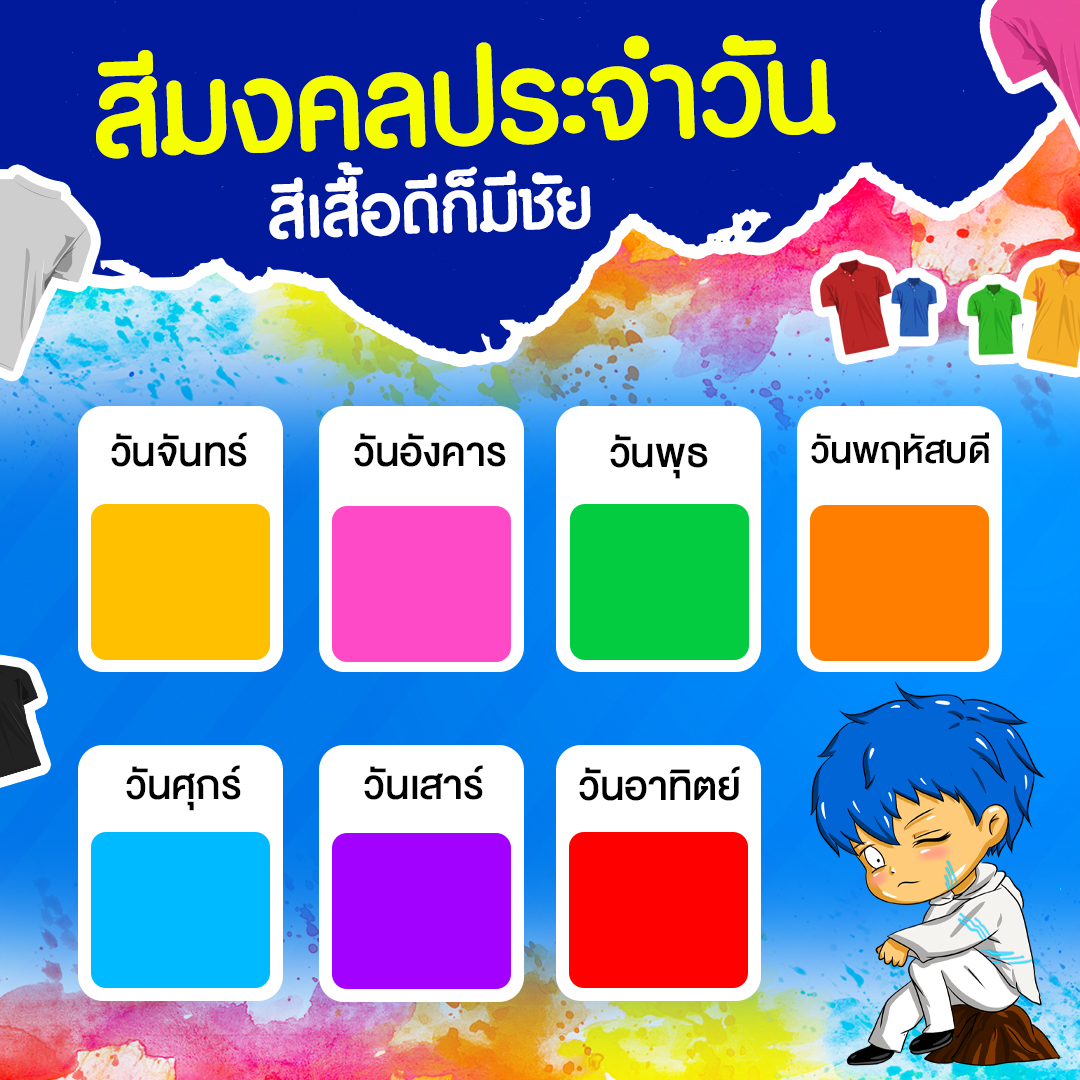 สีมงคลประจำวัน
สีเสื้อดีก็มีชัย
วันจันทร์
วันอังคาร
วันพุธ
วันพฤหัสบดี
วันศุกร์
วันเสาร์
วันอาทิตย์